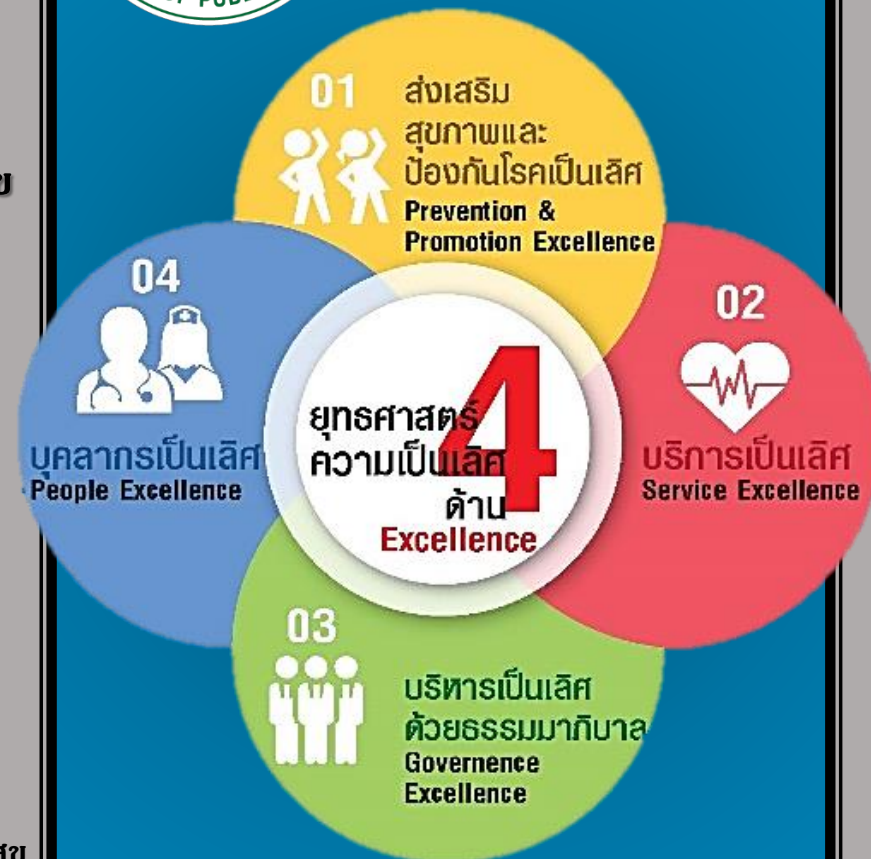 01
ส่งเสริม
สุขภาพและ
ป้องกันโรคเป็นเลิศ
Prevention &
Promotion Excellence
02
บริการเป็นเลิศ
Service Excellence
04
บุคลากรเป็นเลิศ
People Excellence
4
ยุทธศาสตร์
ความเป็นเลิศ
ด้าน
Excellence
03
บริหารเป็นเลิศ
ด้วยธรรมมาภิบาล
Governence
Excellence